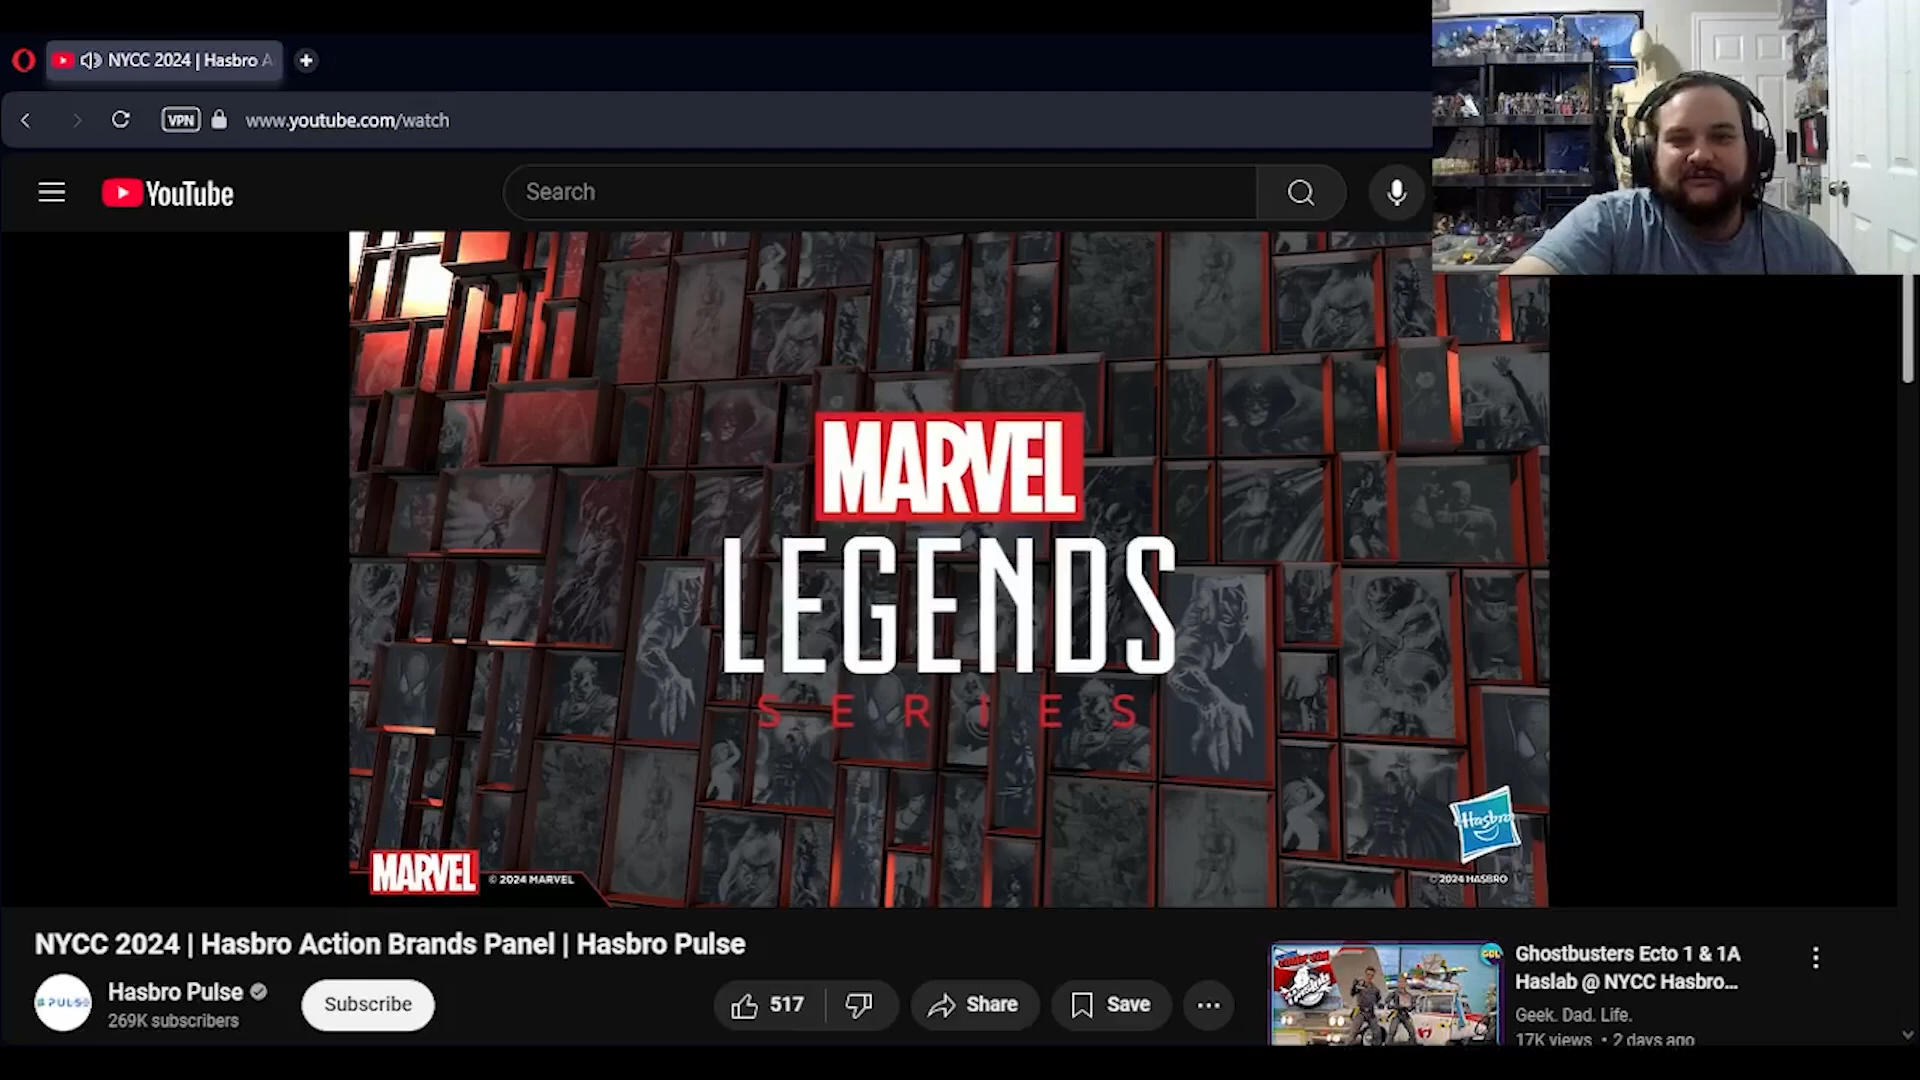 NYCC 2024 | Hasbro A
VPN
www.youtube.com/watch
YouTube
Search
MARVEL
LEGENDS
SERIES
Hasbro
MARVEL
© 2024 MARVEL
© 2024 HASBRO
NYCC 2024 | Hasbro Action Brands Panel | Hasbro Pulse
PULSE
Hasbro Pulse
269K subscribers
Subscribe
517
Share
Save
GDL
Ghostbusters Ecto 1 & 1A
Haslab @ NYCC Hasbro...
Geek. Dad. Life.
17K views • 2 days ago